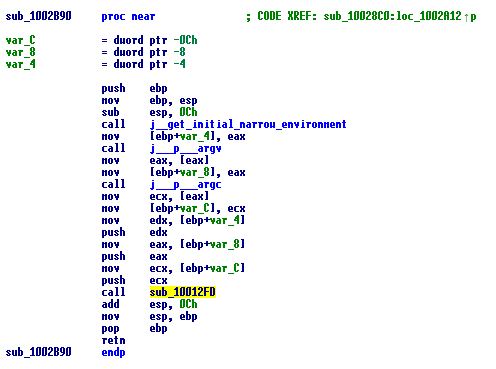 sub_1002B90 proc near ; CODE XREF: sub_10028C0:loc_1002A12↑p
var_C = dword ptr -0Ch
var_8 = dword ptr -8
var_4 = dword ptr -4
push ebp
mov ebp, esp
sub esp, 0Ch
call j__get_initial_narrow_environment
mov [ebp+var_4], eax
call j___p___argv
mov eax, [eax]
mov [ebp+var_8], eax
call j___p___argc
mov ecx, [eax]
mov [ebp+var_C], ecx
mov edx, [ebp+var_4]
push edx
mov eax, [ebp+var_8]
push eax
mov ecx, [ebp+var_C]
push ecx
call sub_10012FD
add esp, 0Ch
mov esp, ebp
pop ebp
retn
sub_1002B90 endp